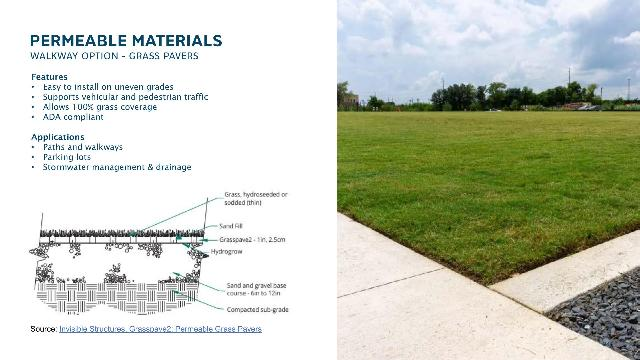 PERMEABLE MATERIALS
WALKWAY OPTION - GRASS PAVERS
Features
• Easy to install on uneven grades
• Supports vehicular and pedestrian traffic
• Allows 100% grass coverage
• ADA compliant
Applications
• Paths and walkways
• Parking lots
• Stormwater management & drainage
Grass, hydroseeded or
sodded (thin)
Sand Fill
Grasspave2 - 1in, 2.5cm
Hydrogrow
Sand and gravel base
course - 6in to 12in
Compacted sub-grade
Source: Invisible Structures, Grasspave2: Permeable Grass Pavers